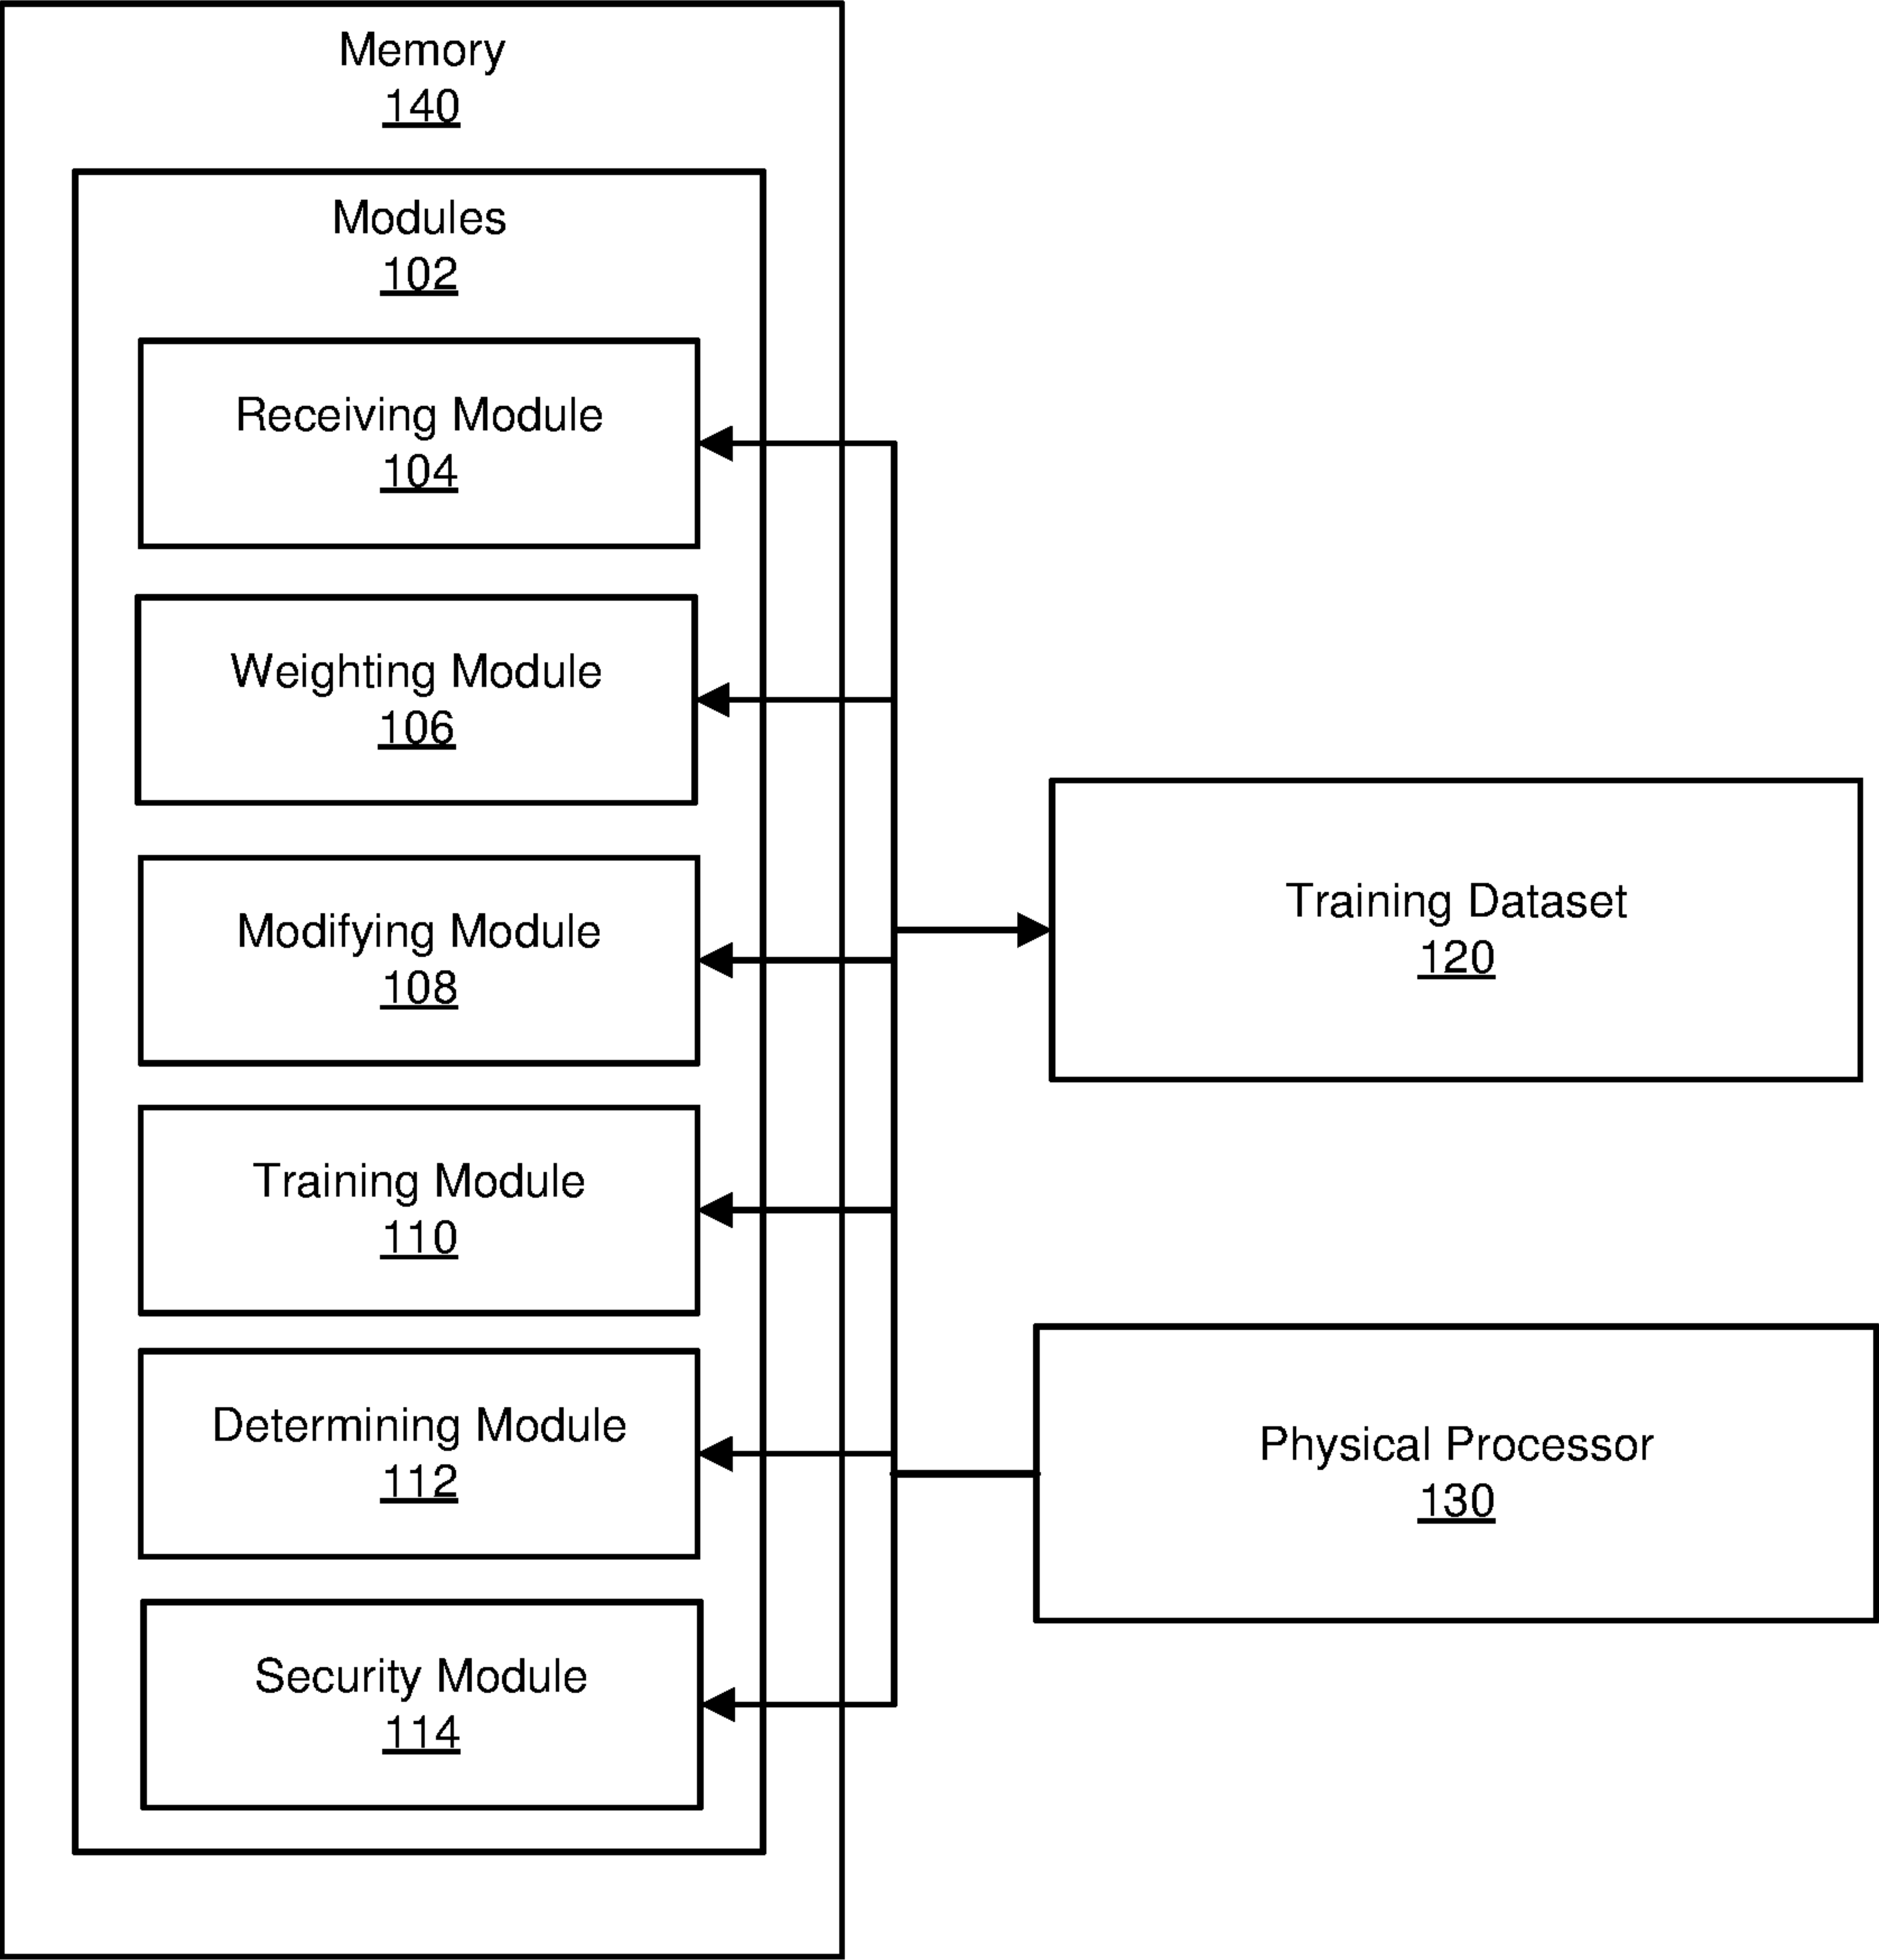 Memory
140
Modules
102
Receiving Module
104
Weighting Module
106
Modifying Module
108
Training Module
110
Determining Module
112
Security Module
114
Training Dataset
120
Physical Processor
130